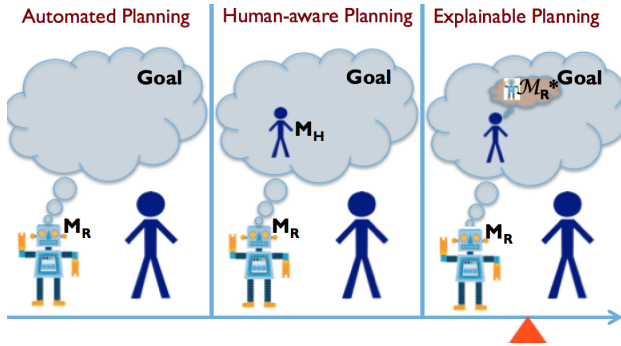 Automated Planning
Human-aware Planning
Explainable Planning
Goal
M_R
Goal
M_H
M_R
Goal
ℳ_R*
M_R